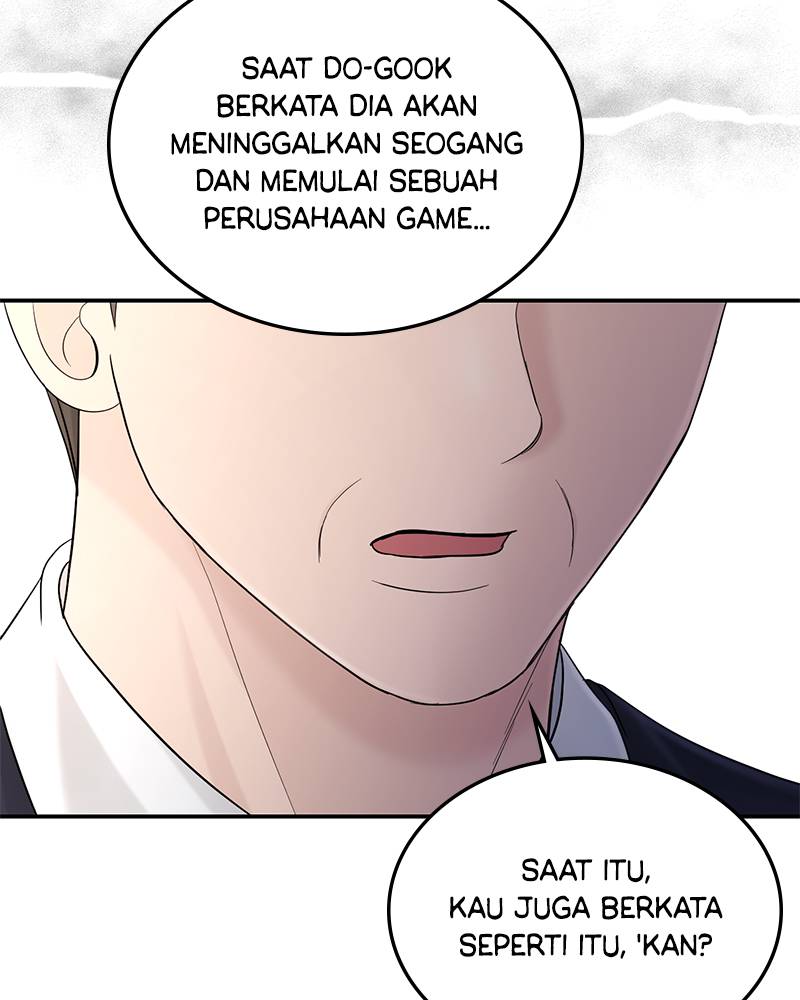 SAAT DO-GOOK
BERKATA DIA AKAN
MENINGGALKAN SEOGANG
DAN MEMULAI SEBUAH
PERUSAHAAN GAME...
SAAT ITU,
KAU JUGA BERKATA
SEPERTI ITU, 'KAN?